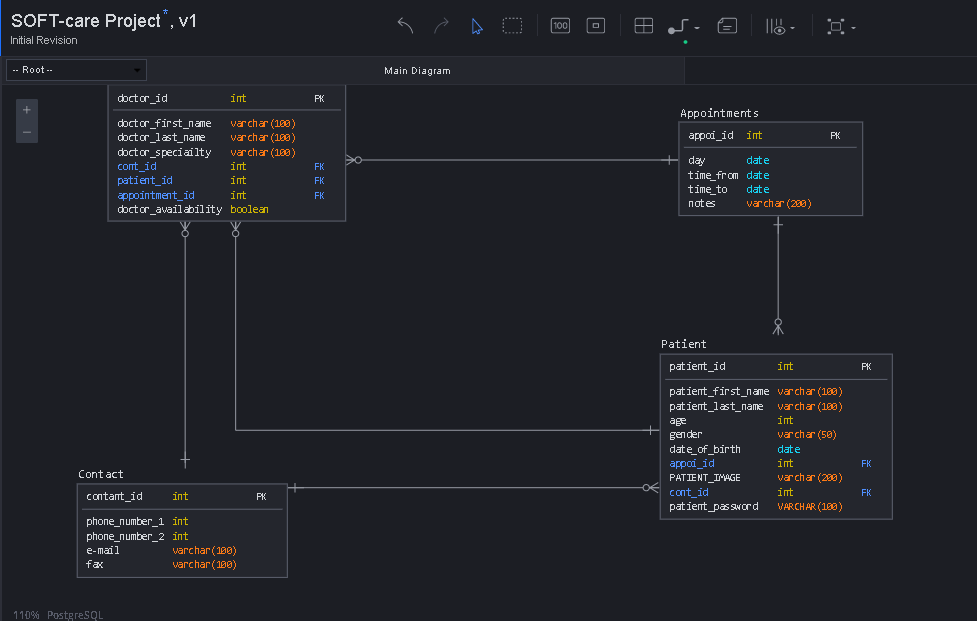 SOFT-care Project*, v1
Initial Revision
100
-- Root --
Main Diagram
+
−
doctor_id int PK
doctor_first_name varchar(100)
doctor_last_name varchar(100)
doctor_speciailty varchar(100)
cont_id int FK
patient_id int FK
appointment_id int FK
doctor_availability boolean
Appointments
appoi_id int PK
day date
time_from date
time_to date
notes varchar(200)
Patient
patient_id int PK
patient_first_name varchar(100)
patient_last_name varchar(100)
age int
gender varchar(50)
date_of_birth date
appoi_id int FK
PATIENT_IMAGE varchar(200)
cont_id int FK
patient_password VARCHAR(100)
Contact
contant_id int PK
phone_number_1 int
phone_number_2 int
e-mail varchar(100)
fax varchar(100)
110% PostgreSQL